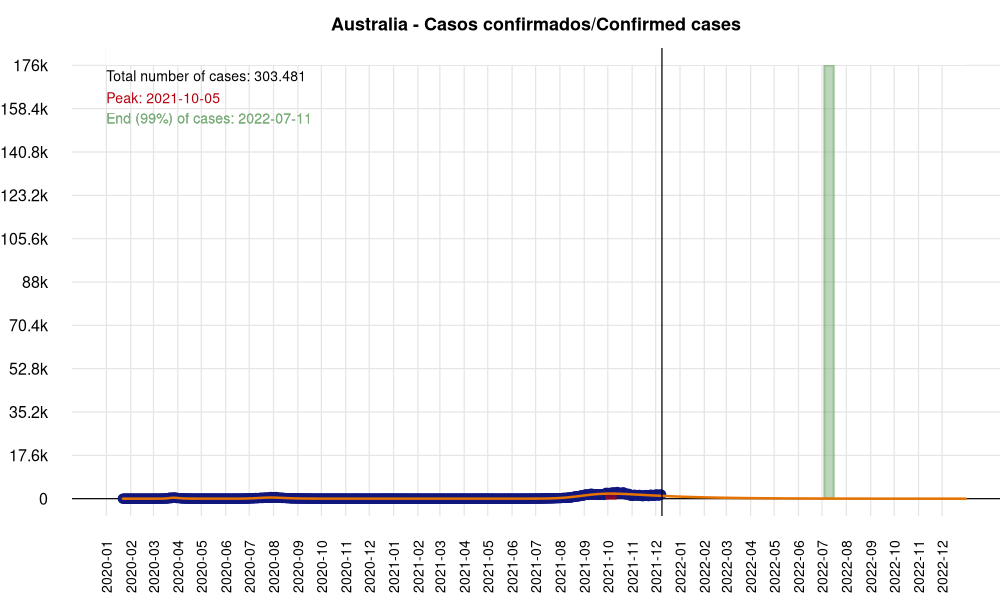 Australia - Casos confirmados/Confirmed cases
176k
Total number of cases: 303.481
Peak: 2021-10-05
End (99%) of cases: 2022-07-11
158.4k
140.8k
123.2k
105.6k
88k
70.4k
52.8k
35.2k
17.6k
0
2020-01
2020-02
2020-03
2020-04
2020-05
2020-06
2020-07
2020-08
2020-09
2020-10
2020-11
2020-12
2021-01
2021-02
2021-03
2021-04
2021-05
2021-06
2021-07
2021-08
2021-09
2021-10
2021-11
2021-12
2022-01
2022-02
2022-03
2022-04
2022-05
2022-06
2022-07
2022-08
2022-09
2022-10
2022-11
2022-12